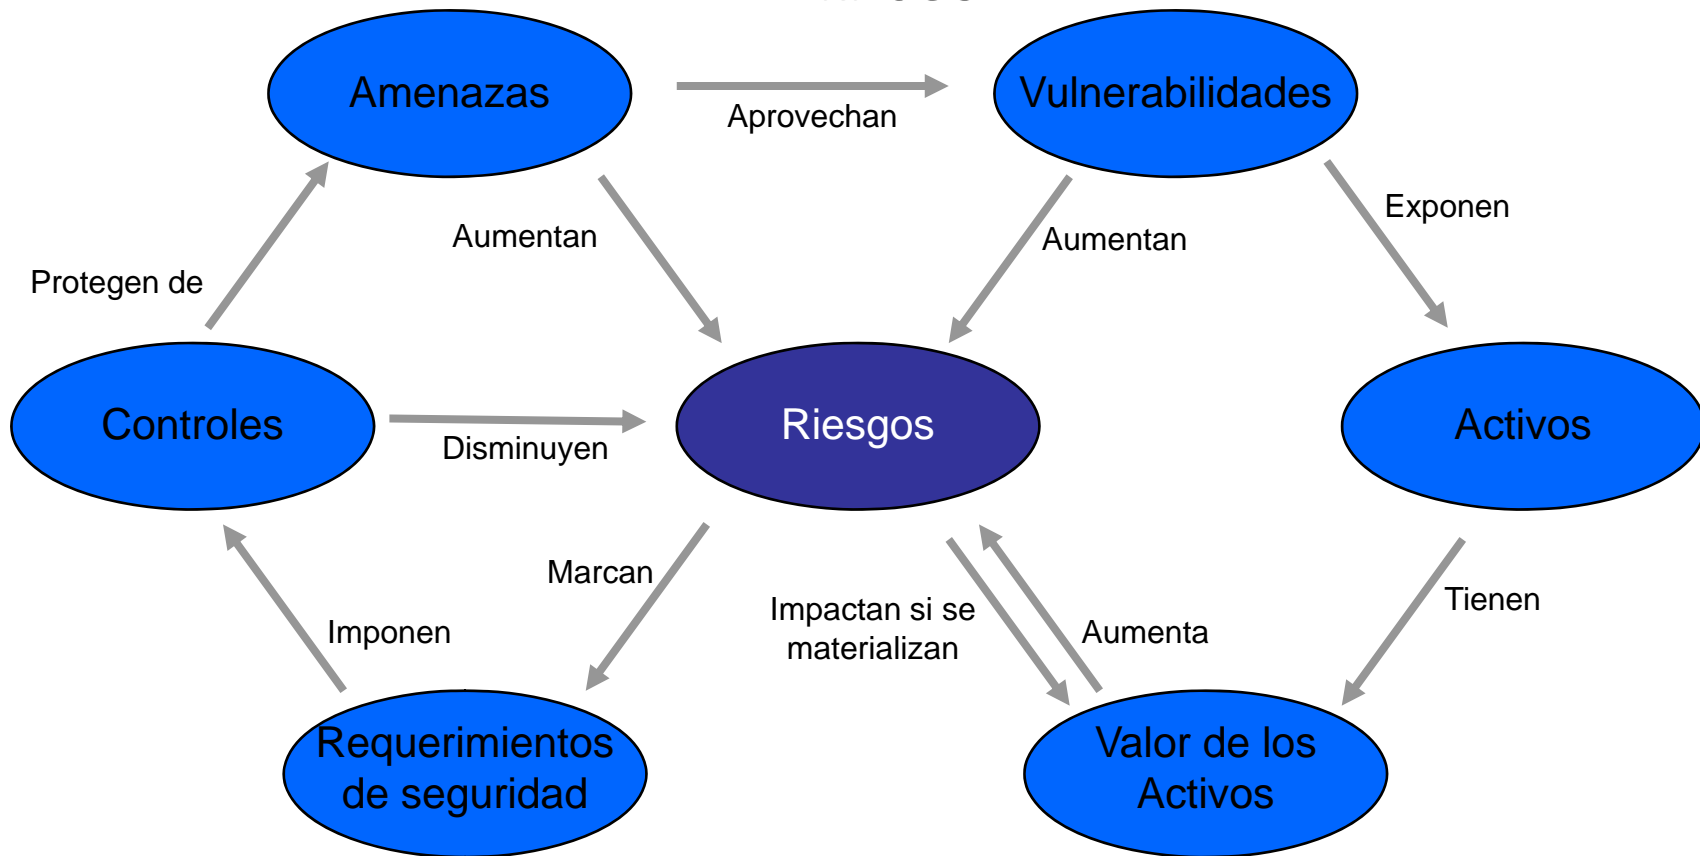 Amenazas
Aprovechan
Vulnerabilidades
Protegen de
Aumentan
Aumentan
Exponen
Controles
Disminuyen
Riesgos
Activos
Imponen
Marcan
Impactan si se
materializan
Aumenta
Tienen
Requerimientos
de seguridad
Valor de los
Activos